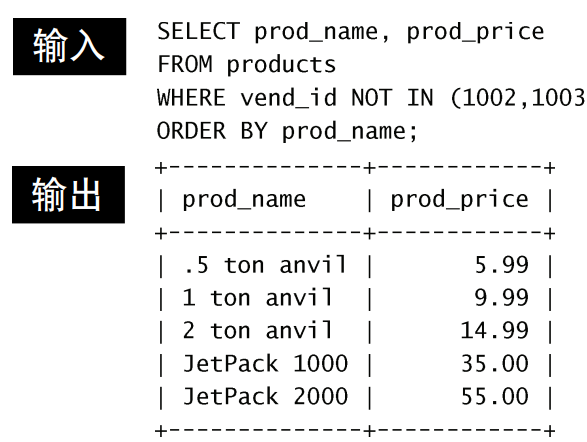 输入
SELECT prod_name, prod_price
FROM products
WHERE vend_id NOT IN (1002,1003
ORDER BY prod_name;
输出
+--------------+------------+
| prod_name    | prod_price |
+--------------+------------+
| .5 ton anvil |       5.99 |
| 1 ton anvil  |       9.99 |
| 2 ton anvil  |      14.99 |
| JetPack 1000 |      35.00 |
| JetPack 2000 |      55.00 |
+--------------+------------+